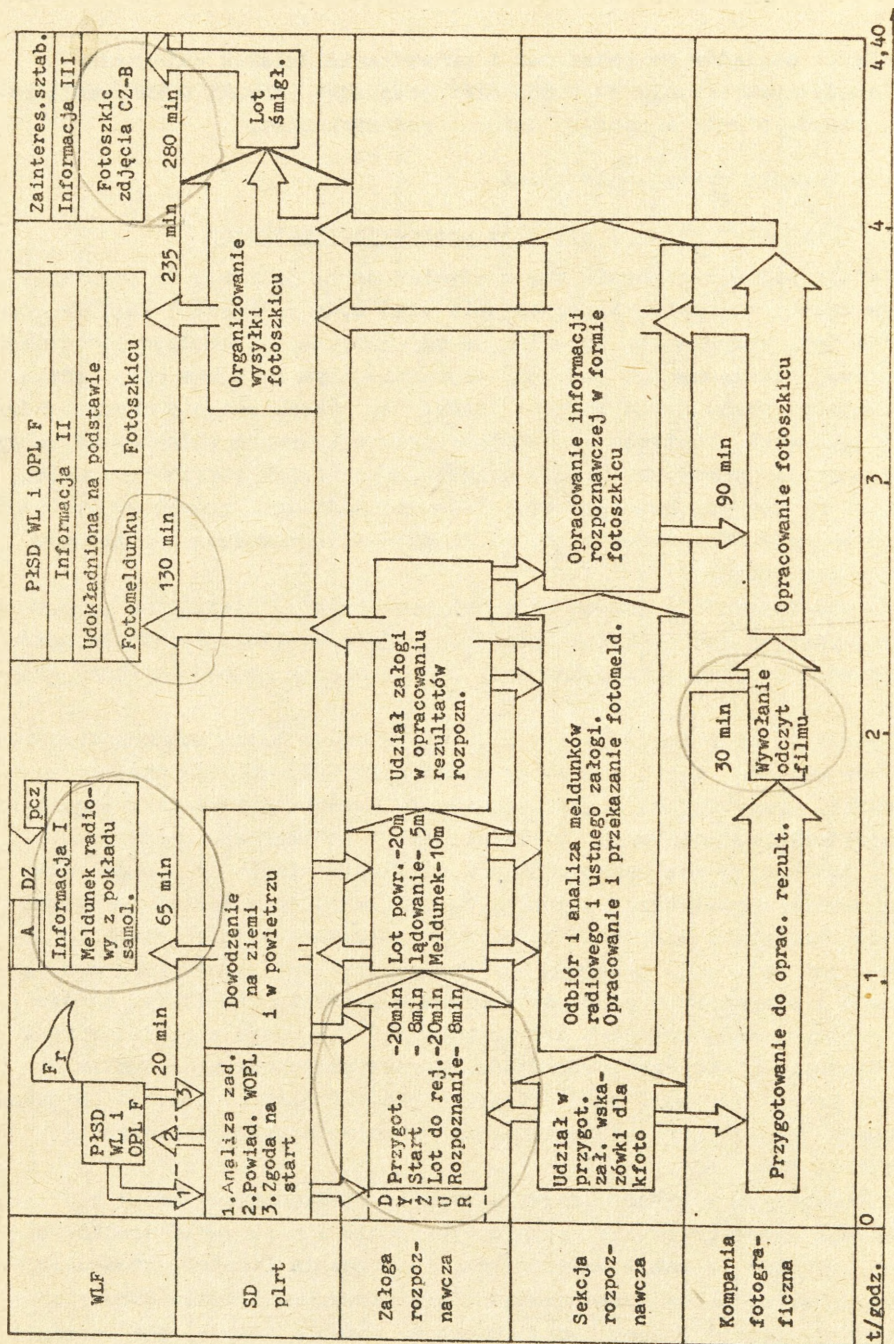 WLF
PŁSD
WL i
OPL F
Fr
1
2
3
20 min
A
DZ
pcz
Informacja I
Meldunek radio-
wy z pokładu
samol.
65 min
PŁSD WL i OPL F
Informacja II
Udokładniona na podstawie
Fotomeldunku
Fotoszkicu
130 min
235 min
Zainteres.sztab.
Informacja III
Fotoszkic
zdjęcia CZ-B
280 min
SD
plrt
1.Analiza zad.
2.Powiad. WOPL
3.Zgoda na
start
Dowodzenie
na ziemi
i w powietrzu
Organizowanie
wysyłki
fotoszkicu
Lot
śmigł.
Załoga
rozpoz-
nawcza
D
Y
Ż
U
R
Przygot. -20min
Start - 8min
Lot do rej.-20min
Rozpoznanie- 8min
Lot powr.-20m
lądowanie- 5m
Meldunek-10m
Udział załogi
w opracowaniu
rezultatów
rozpozn.
Sekcja
rozpoz-
nawcza
Udział w
przygot.
zał. wska-
zówki dla
kfoto
Odbiór i analiza meldunków
radiowego i ustnego załogi.
Opracowanie i przekazanie fotomeld.
Opracowanie informacji
rozpoznawczej w formie
fotoszkicu
Kompania
fotogra-
ficzna
Przygotowanie do oprac. rezult.
30 min
Wywołanie
odczyt
filmu
90 min
Opracowanie fotoszkicu
t/godz.
0
1
2
3
4
4,40